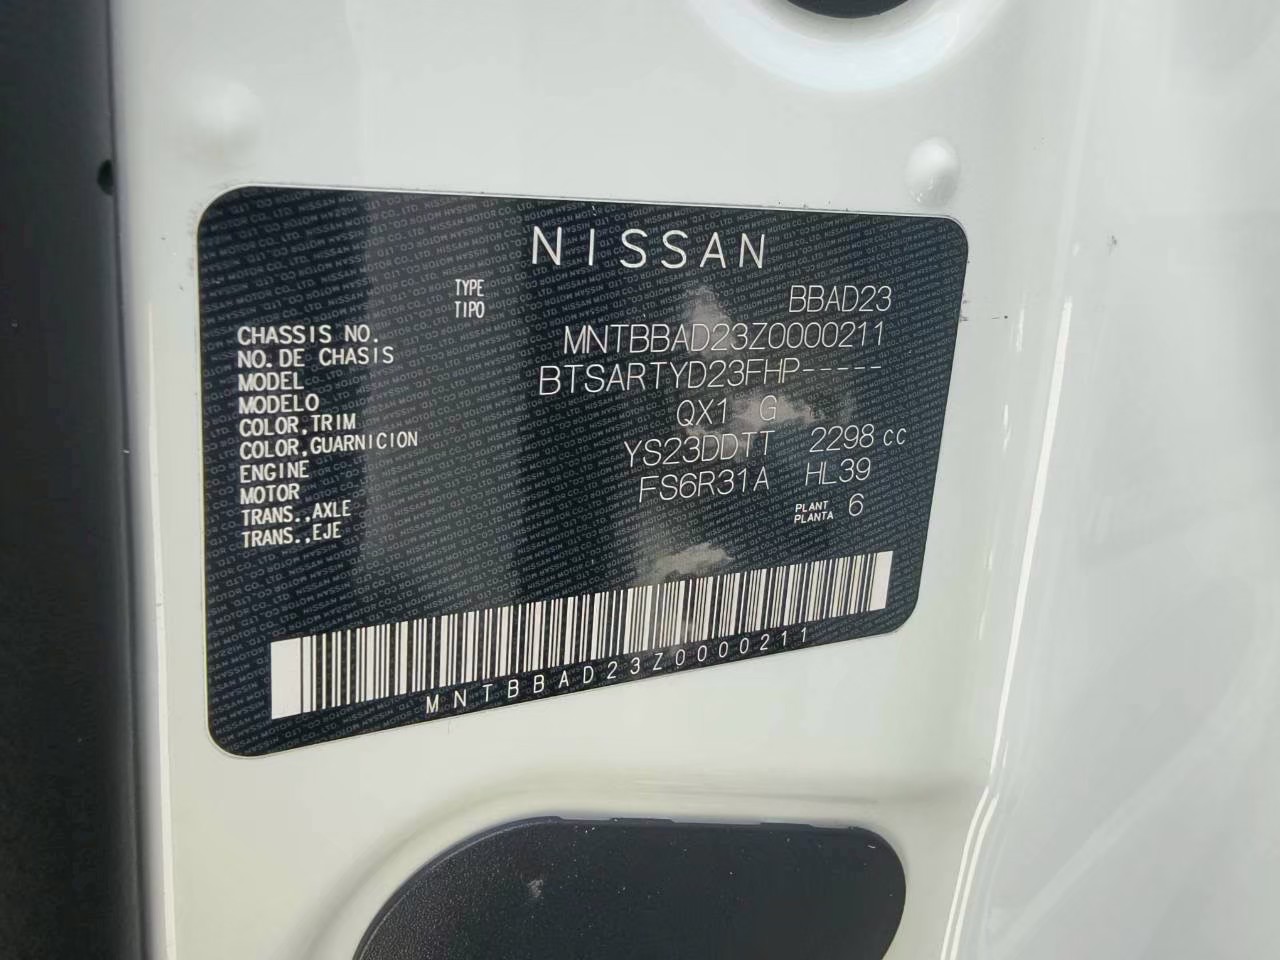 NISSAN
TYPE
TIPO
BBAD23
CHASSIS NO.
NO. DE CHASIS
MNTBBAD23Z0000211
MODEL
MODELO
BTSARTYD23FHP-----
COLOR,TRIM
COLOR,GUARNICION
QX1 G
ENGINE
MOTOR
YS23DDTT 2298 cc
TRANS.,AXLE
TRANS.,EJE
FS6R31A HL39
PLANT
PLANTA 6
MNTBBAD23Z0000211